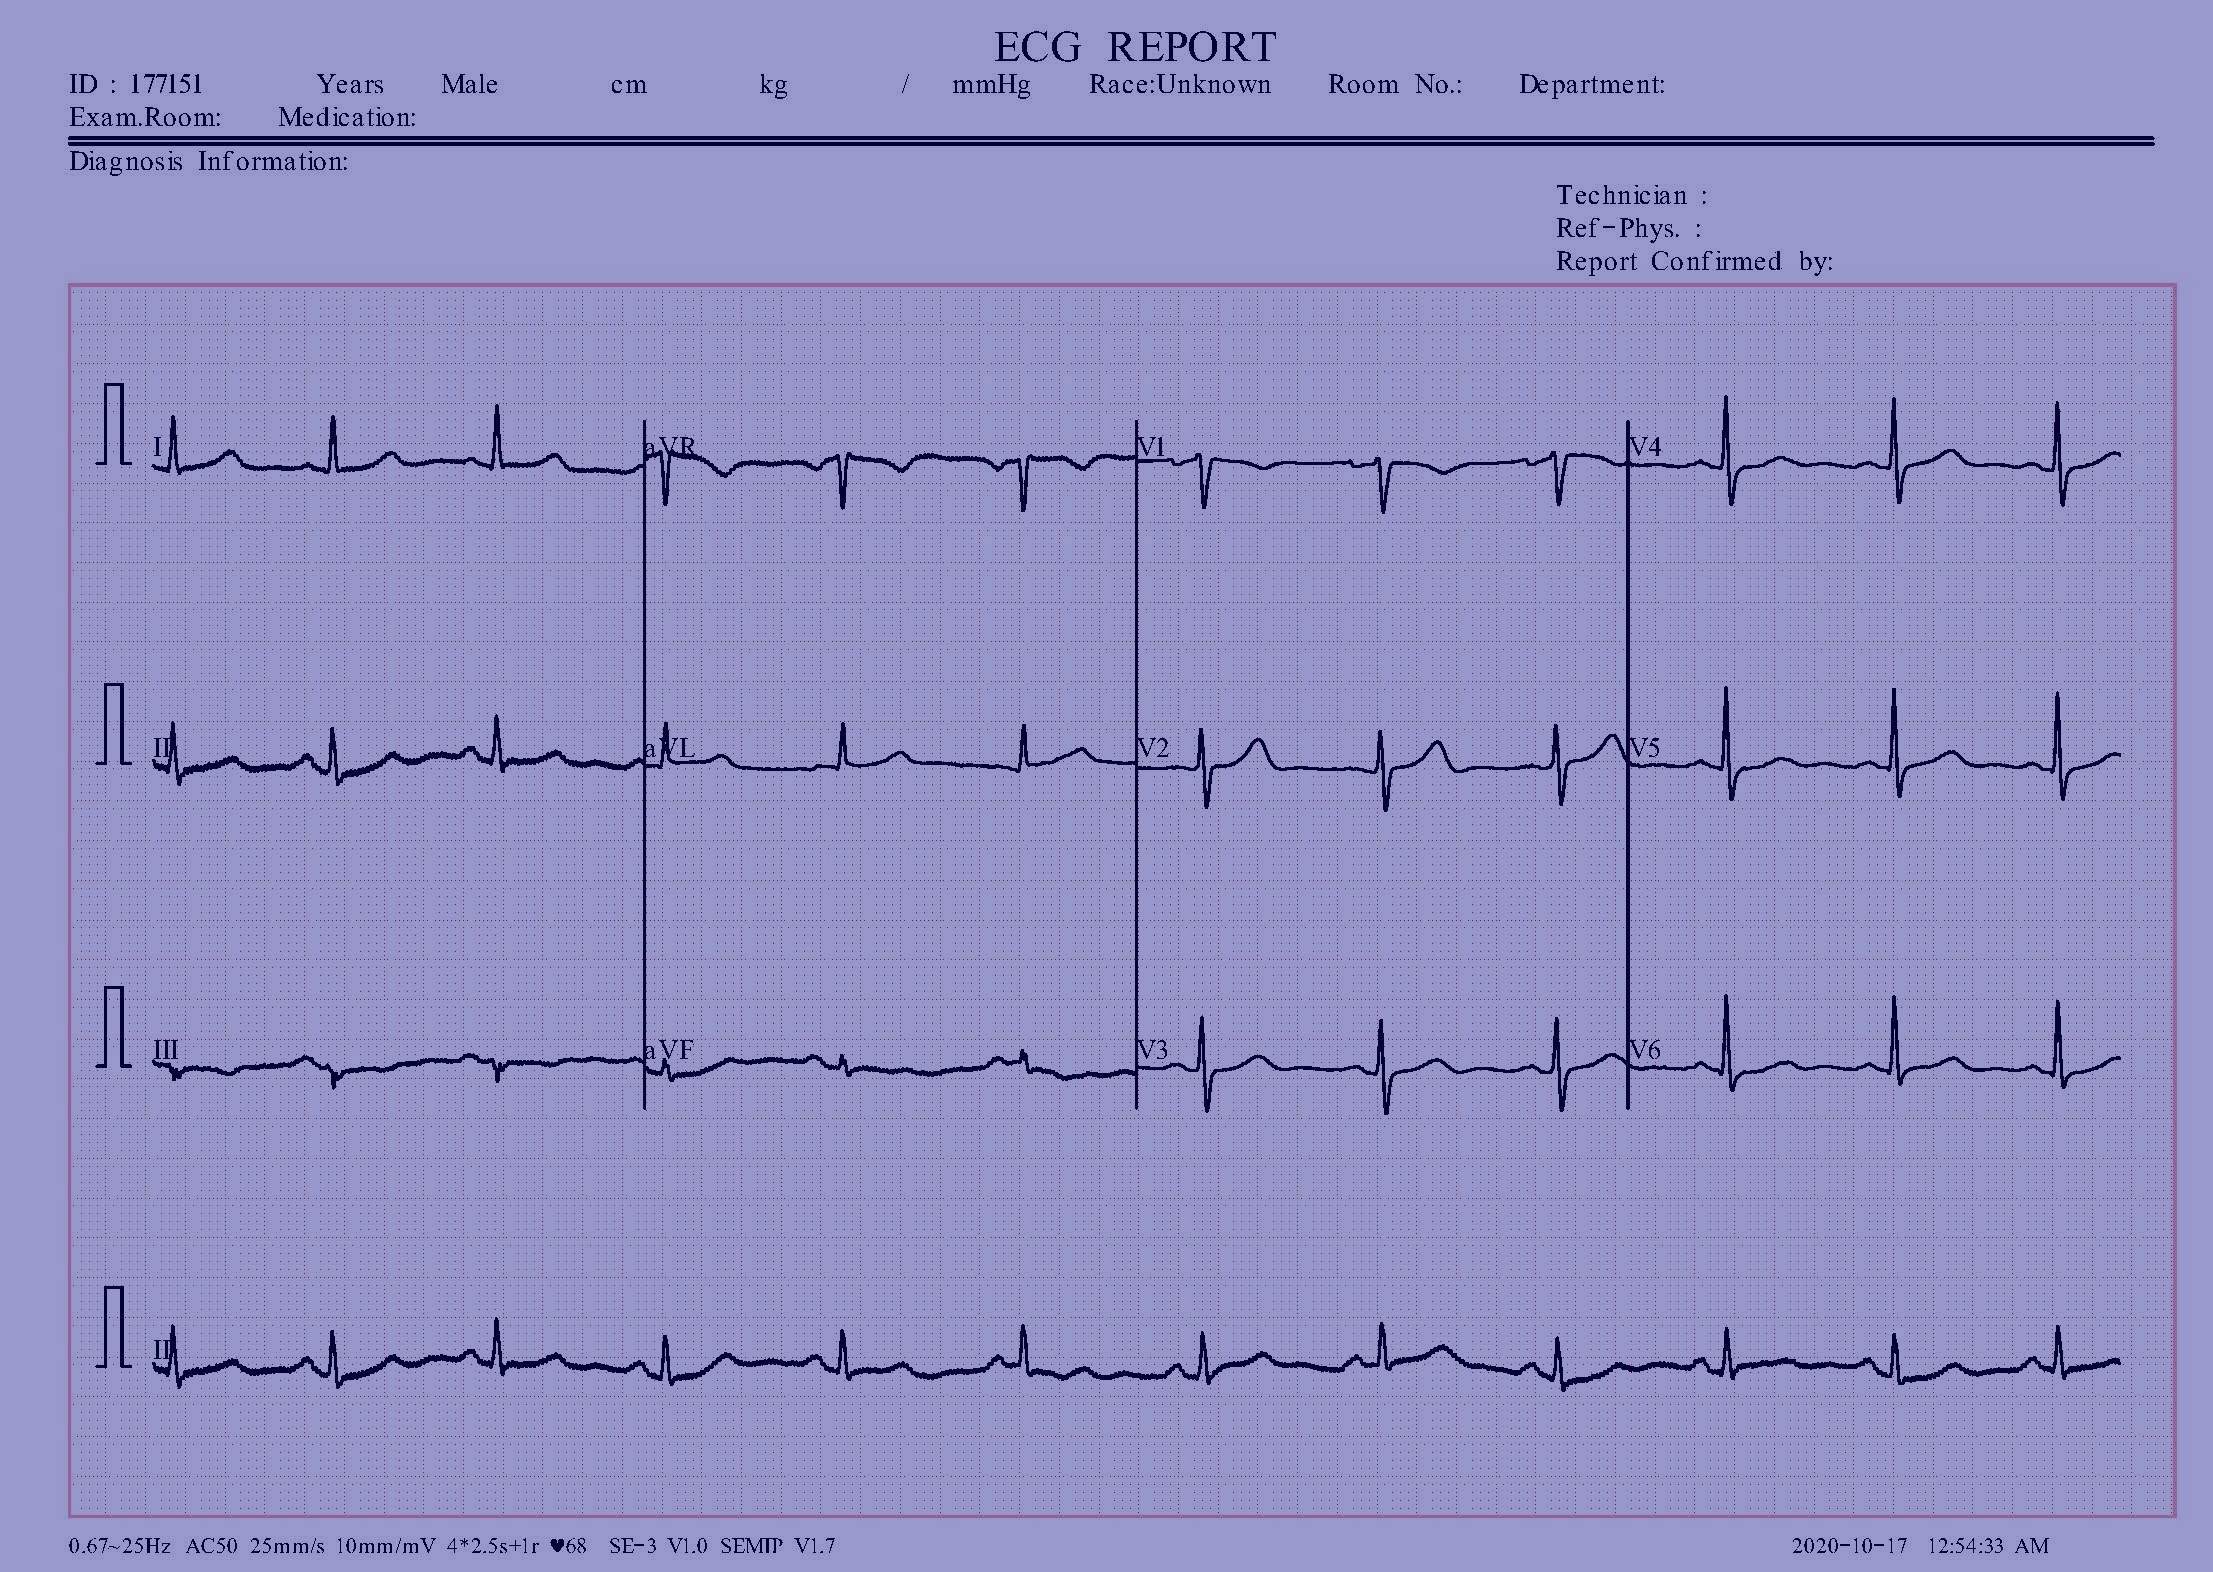 ECG REPORT
ID : 177151 Years Male cm kg / mmHg Race:Unknown Room No.: Department:
Exam.Room: Medication:
Diagnosis Information:
Technician :
Ref-Phys. :
Report Confirmed by:
I aVR V1 V4
II aVL V2 V5
III aVF V3 V6
II
0.67~25Hz AC50 25mm/s 10mm/mV 4*2.5s+1r ♥68 SE-3 V1.0 SEMIP V1.7 2020-10-17 12:54:33 AM